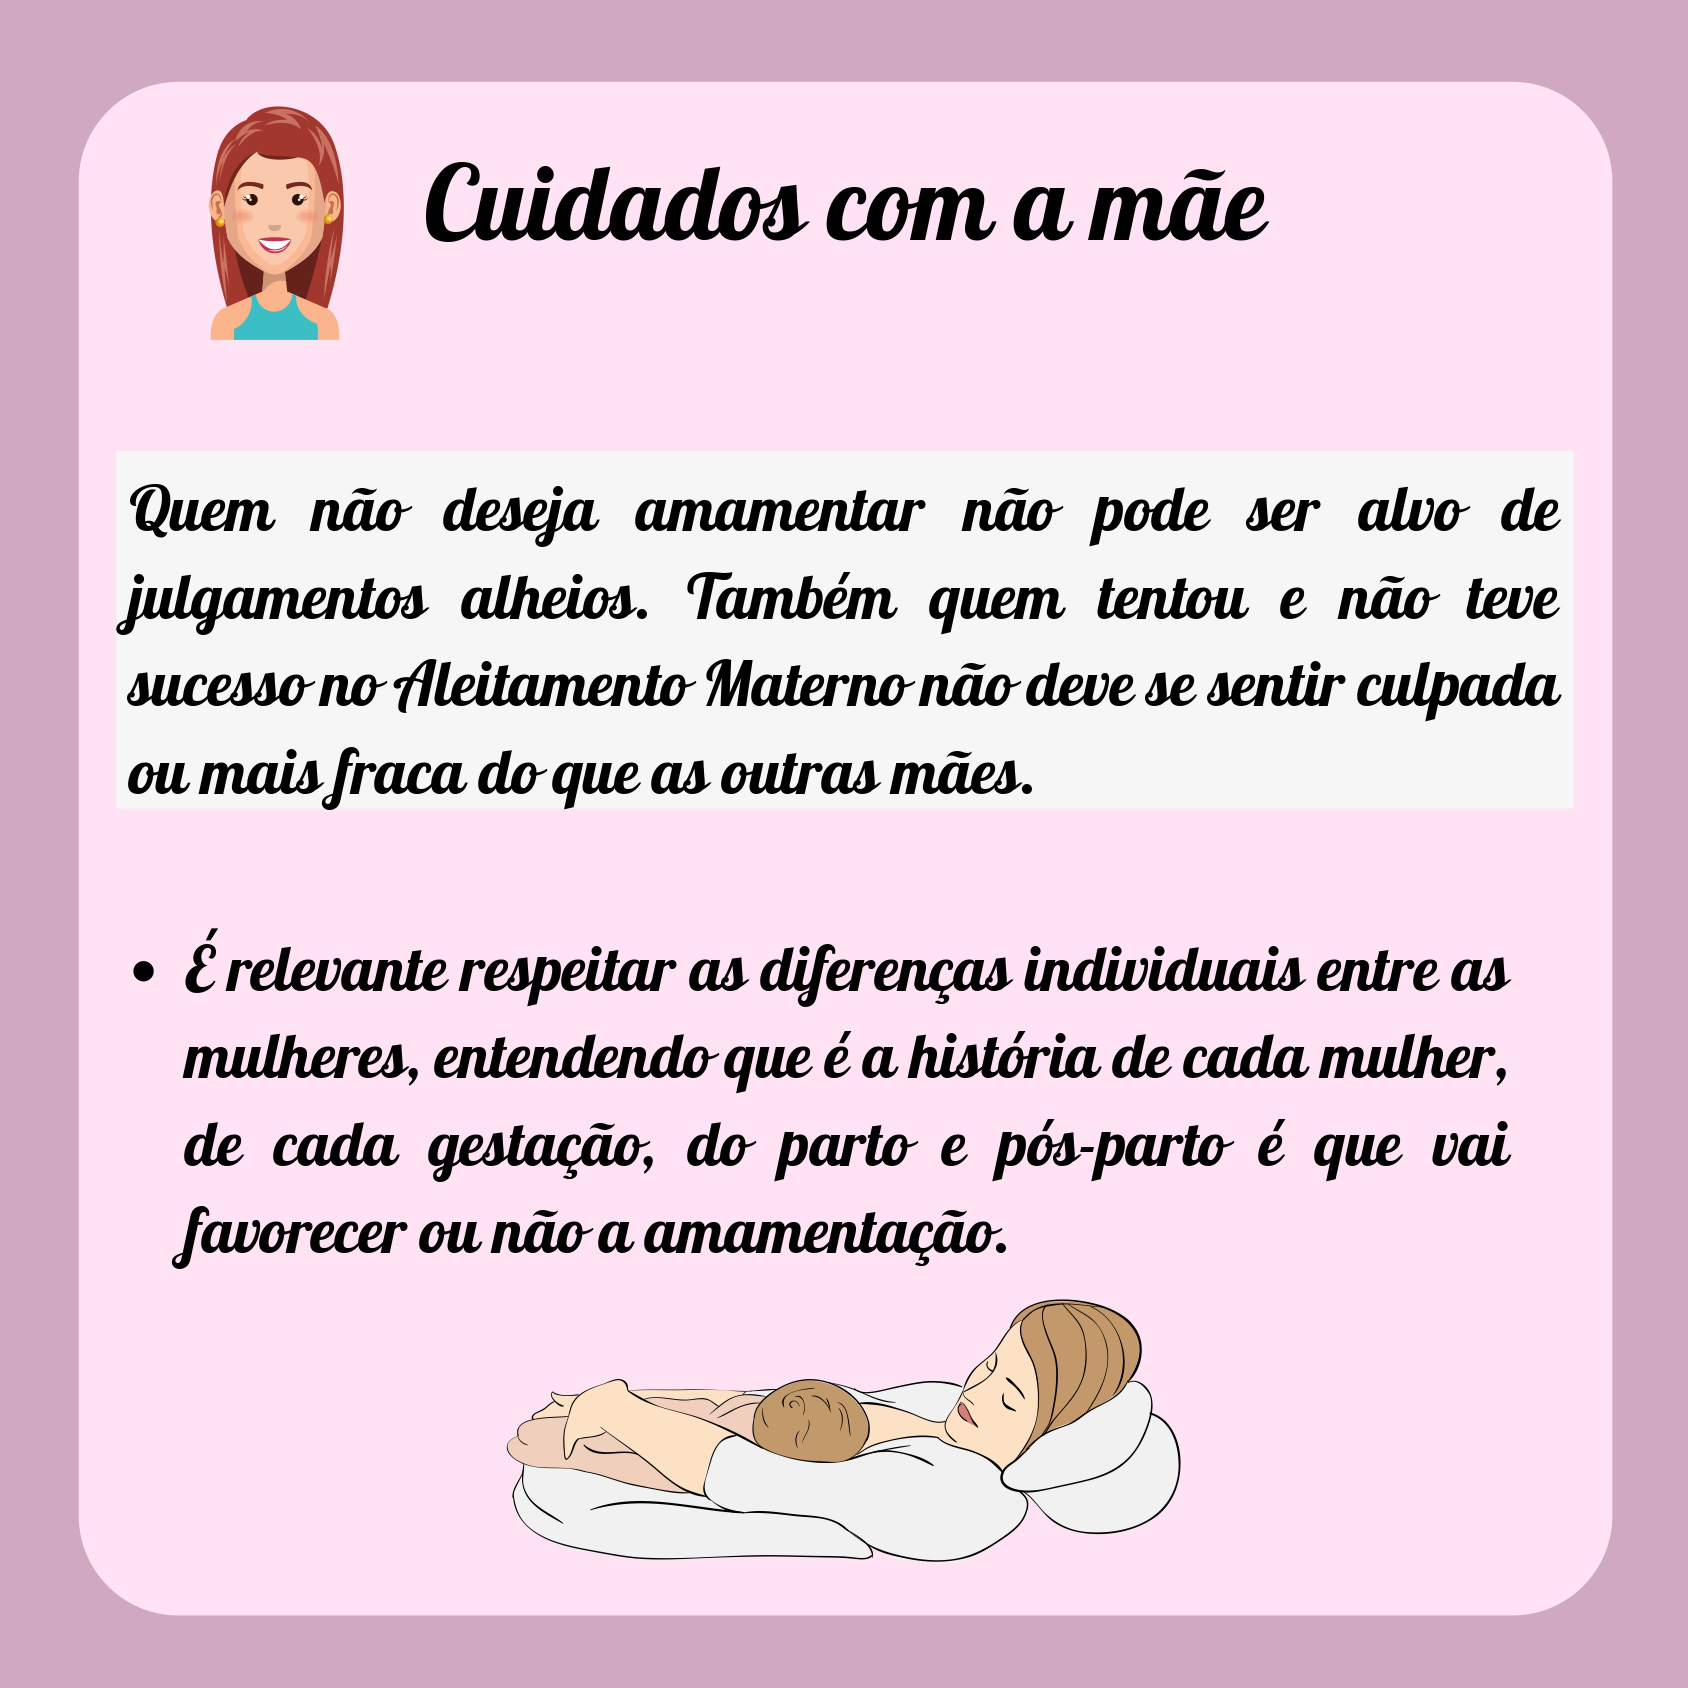 Cuidados com a mãe
Quem não deseja amamentar não pode ser alvo de
julgamentos alheios. Também quem tentou e não teve
sucesso no Aleitamento Materno não deve se sentir culpada
ou mais fraca do que as outras mães.
• É relevante respeitar as diferenças individuais entre as
mulheres, entendendo que é a história de cada mulher,
de cada gestação, do parto e pós-parto é que vai
favorecer ou não a amamentação.